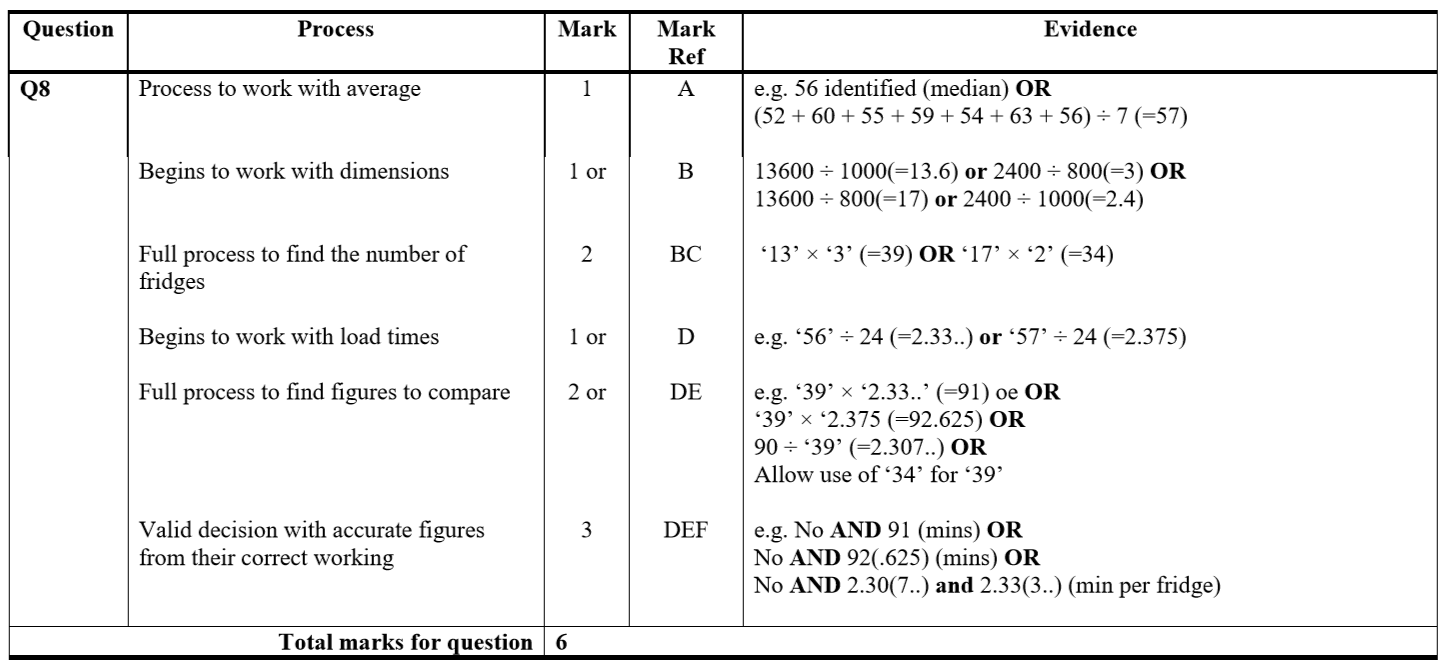 Question Process Mark Mark Ref Evidence
Q8 Process to work with average 1 A e.g. 56 identified (median) OR
(52 + 60 + 55 + 59 + 54 + 63 + 56) ÷ 7 (=57)
Begins to work with dimensions 1 or B 13600 ÷ 1000(=13.6) or 2400 ÷ 800(=3) OR
13600 ÷ 800(=17) or 2400 ÷ 1000(=2.4)
Full process to find the number of 2 BC ‘13’ × ‘3’ (=39) OR ‘17’ × ‘2’ (=34)
fridges
Begins to work with load times 1 or D e.g. ‘56’ ÷ 24 (=2.33..) or ‘57’ ÷ 24 (=2.375)
Full process to find figures to compare 2 or DE e.g. ‘39’ × ‘2.33..’ (=91) oe OR
‘39’ × ‘2.375 (=92.625) OR
90 ÷ ‘39’ (=2.307..) OR
Allow use of ‘34’ for ‘39’
Valid decision with accurate figures 3 DEF e.g. No AND 91 (mins) OR
from their correct working No AND 92(.625) (mins) OR
No AND 2.30(7..) and 2.33(3..) (min per fridge)
Total marks for question 6